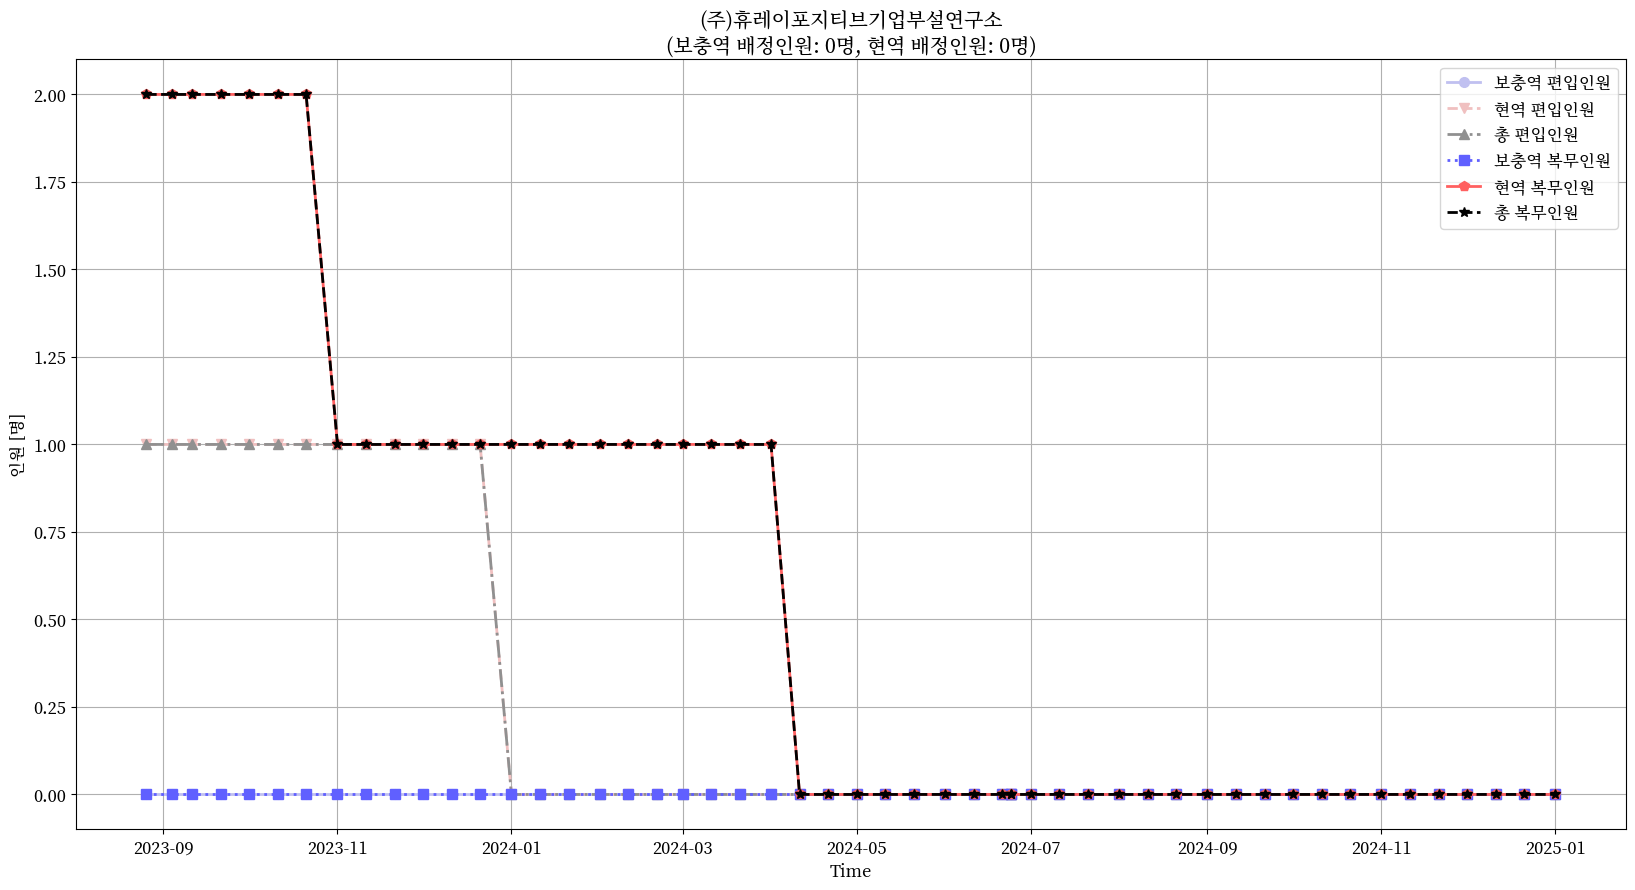 (주)휴레이포지티브기업부설연구소
(보충역 배정인원: 0명, 현역 배정인원: 0명)
보충역 편입인원
현역 편입인원
총 편입인원
보충역 복무인원
현역 복무인원
총 복무인원
인원 [명]
2.00
1.75
1.50
1.25
1.00
0.75
0.50
0.25
0.00
2023-09 2023-11 2024-01 2024-03 2024-05 2024-07 2024-09 2024-11 2025-01
Time